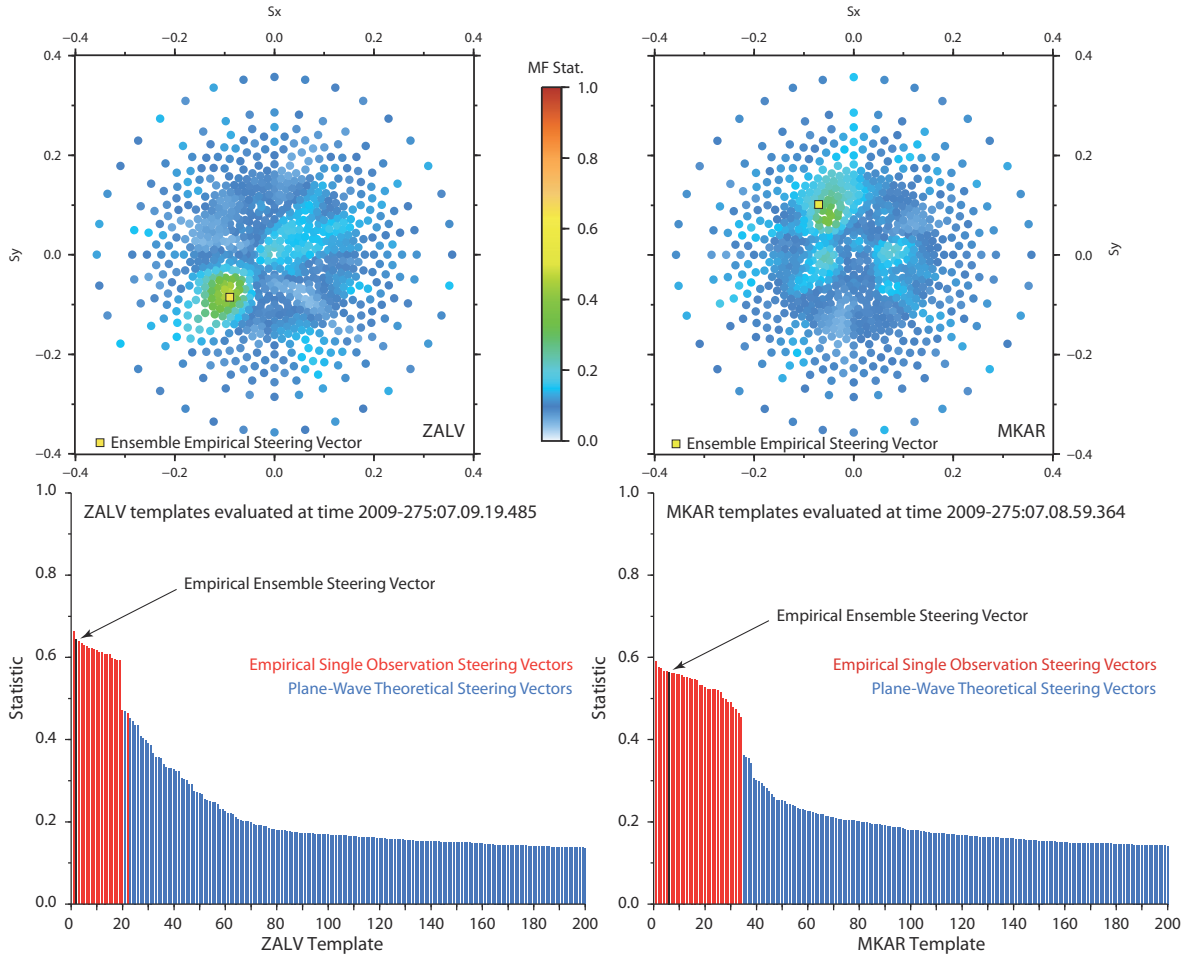 Sx
−0.4 −0.2 0.0 0.2 0.4
0.4
0.2
Sy 0.0
−0.2
−0.4
ZALV
Ensemble Empirical Steering Vector
−0.4 −0.2 0.0 0.2 0.4
MF Stat.
1.0
0.8
0.6
0.4
0.2
0.0
Sx
−0.4 −0.2 0.0 0.2 0.4
0.4
0.2
0.0 Sy
−0.2
−0.4
MKAR
Ensemble Empirical Steering Vector
−0.4 −0.2 0.0 0.2 0.4
ZALV templates evaluated at time 2009-275:07.09.19.485
Empirical Ensemble Steering Vector
Empirical Single Observation Steering Vectors
Plane-Wave Theoretical Steering Vectors
Statistic
1.0
0.8
0.6
0.4
0.2
0.0
0 20 40 60 80 100 120 140 160 180 200
ZALV Template
MKAR templates evaluated at time 2009-275:07.08.59.364
Empirical Ensemble Steering Vector
Empirical Single Observation Steering Vectors
Plane-Wave Theoretical Steering Vectors
Statistic
1.0
0.8
0.6
0.4
0.2
0.0
0 20 40 60 80 100 120 140 160 180 200
MKAR Template